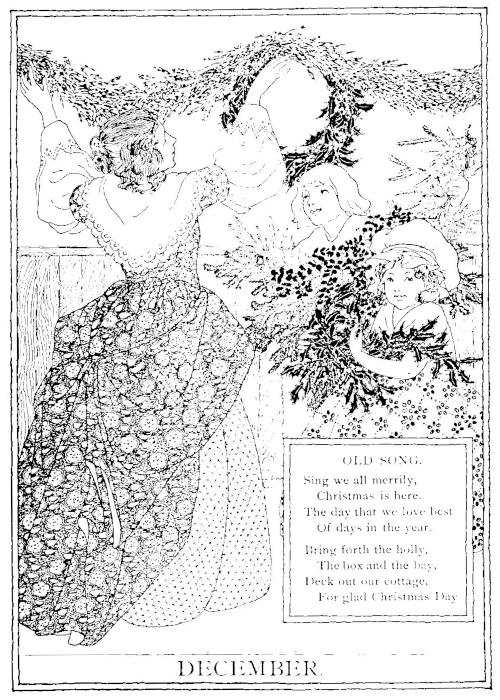 OLD SONG.
Sing we all merrily,
Christmas is here.
The day that we love best
Of days in the year.
Bring forth the holly,
The box and the bay,
Deck out our cottage,
For glad Christmas Day
DECEMBER.